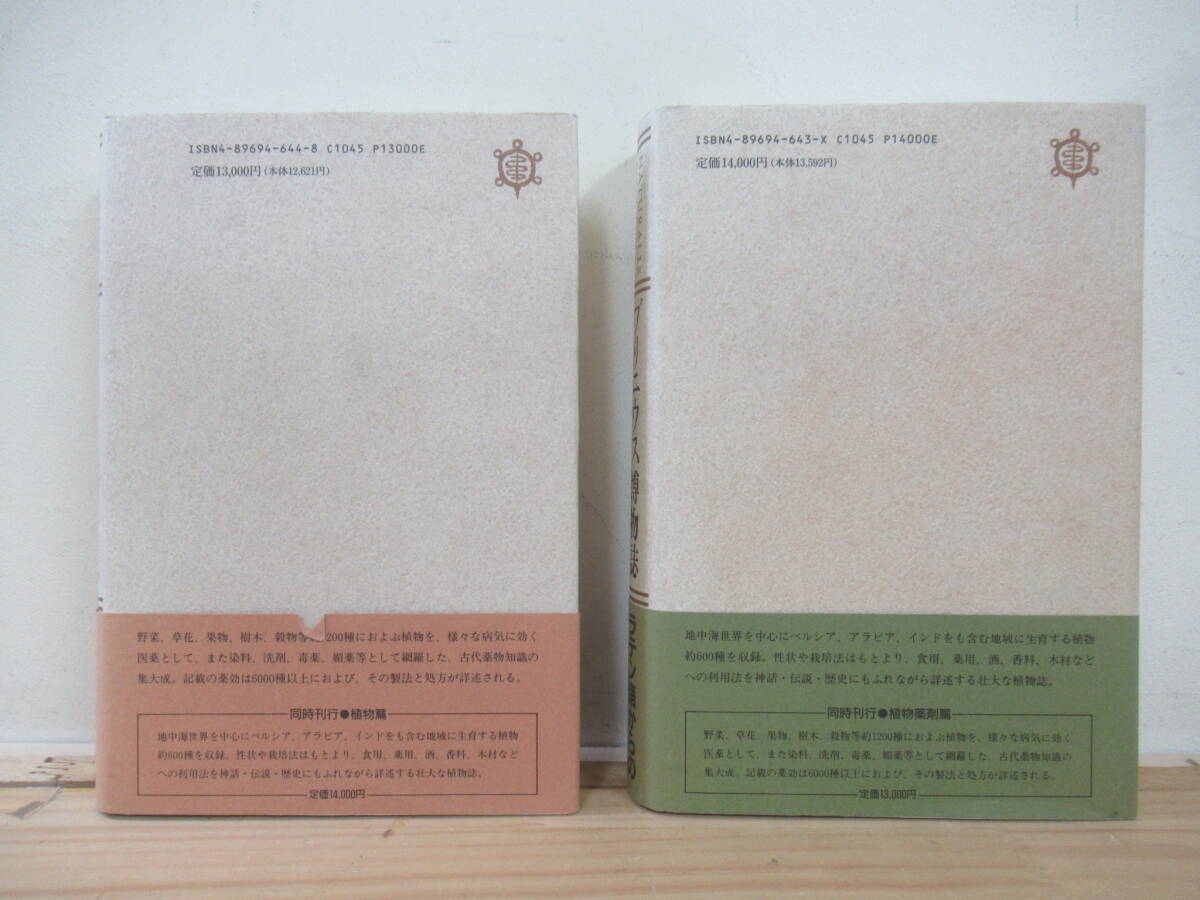 ISBN4-89694-644-8 C1045 P13000E
定価13,000円（本体12,621円）
野菜、草花、果物、樹木、穀物等約1200種におよぶ植物を、様々な病気に効く
医薬として、また染料、洗剤、毒薬、媚薬等として網羅した、古代薬物知識の
集大成。記載の薬効は6000種以上におよび、その製法と処方が詳述される。
同時刊行●植物篇
地中海世界を中心にペルシア、アラビア、インドをも含む地域に生育する植物
約600種を収録。性状や栽培法はもとより、食用、薬用、酒、香料、木材など
への利用法を神話・伝説・歴史にもふれながら詳述する壮大な植物誌。
定価14,000円
プリニウス博物誌
ISBN4-89694-643-X C1045 P14000E
定価14,000円（本体13,592円）
地中海世界を中心にペルシア、アラビア、インドをも含む地域に生育する植物
約600種を収録。性状や栽培法はもとより、食用、薬用、酒、香料、木材など
への利用法を神話・伝説・歴史にもふれながら詳述する壮大な植物誌。
同時刊行●植物薬剤篇
野菜、草花、果物、樹木、穀物等約1200種におよぶ植物を、様々な病気に効く
医薬として、また染料、洗剤、毒薬、媚薬等として網羅した、古代薬物知識の
集大成。記載の薬効は6000種以上におよび、その製法と処方が詳述される。
定価13,000円